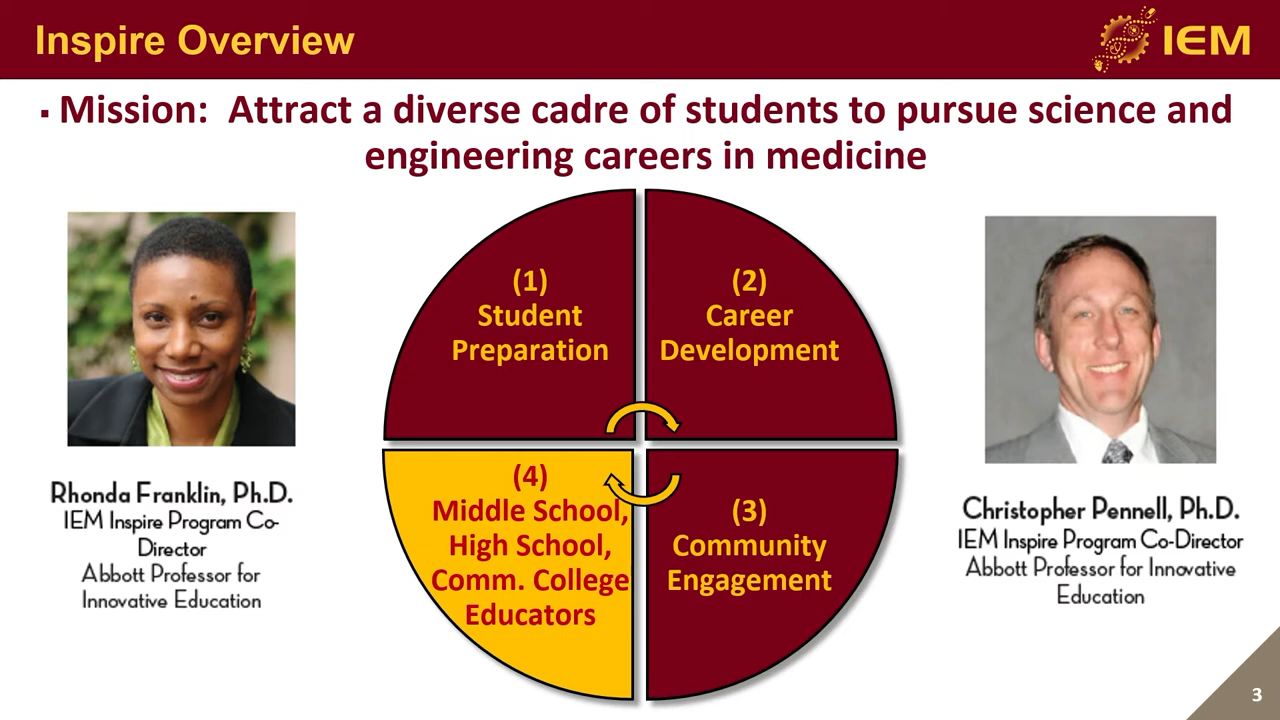 Inspire Overview
IEM
▪ Mission: Attract a diverse cadre of students to pursue science and
engineering careers in medicine
(1)
Student
Preparation
(2)
Career
Development
(4)
Middle School,
High School,
Comm. College
Educators
(3)
Community
Engagement
Rhonda Franklin, Ph.D.
IEM Inspire Program Co-
Director
Abbott Professor for
Innovative Education
Christopher Pennell, Ph.D.
IEM Inspire Program Co-Director
Abbott Professor for Innovative
Education
3